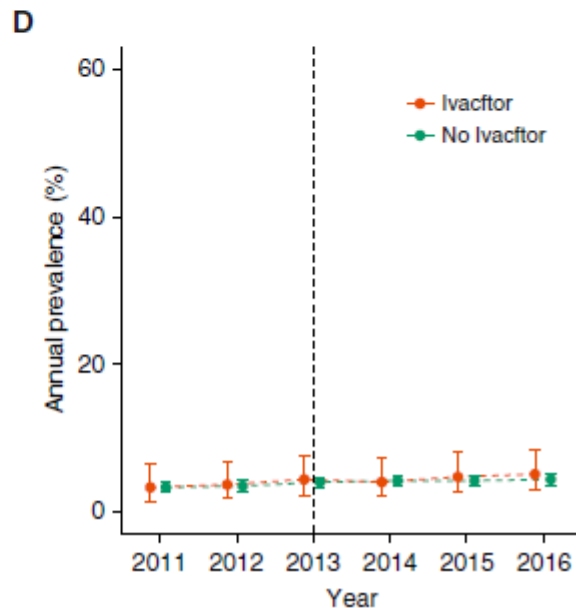 D
60
40
20
0
Annual prevalence (%)
Ivacftor
No Ivacftor
2011 2012 2013 2014 2015 2016
Year